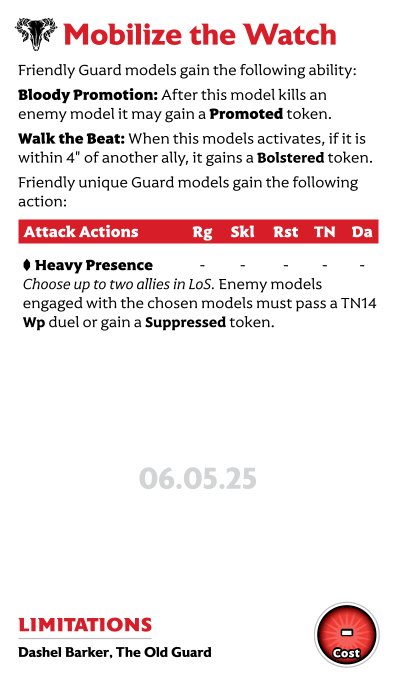 Mobilize the Watch
Friendly Guard models gain the following ability:
Bloody Promotion: After this model kills an
enemy model it may gain a Promoted token.
Walk the Beat: When this models activates, if it is
within 4" of another ally, it gains a Bolstered token.
Friendly unique Guard models gain the following
action:
Attack Actions Rg Skl Rst TN Da
Heavy Presence - - - - -
Choose up to two allies in LoS. Enemy models
engaged with the chosen models must pass a TN14
Wp duel or gain a Suppressed token.
06.05.25
LIMITATIONS
Dashel Barker, The Old Guard
-
Cost